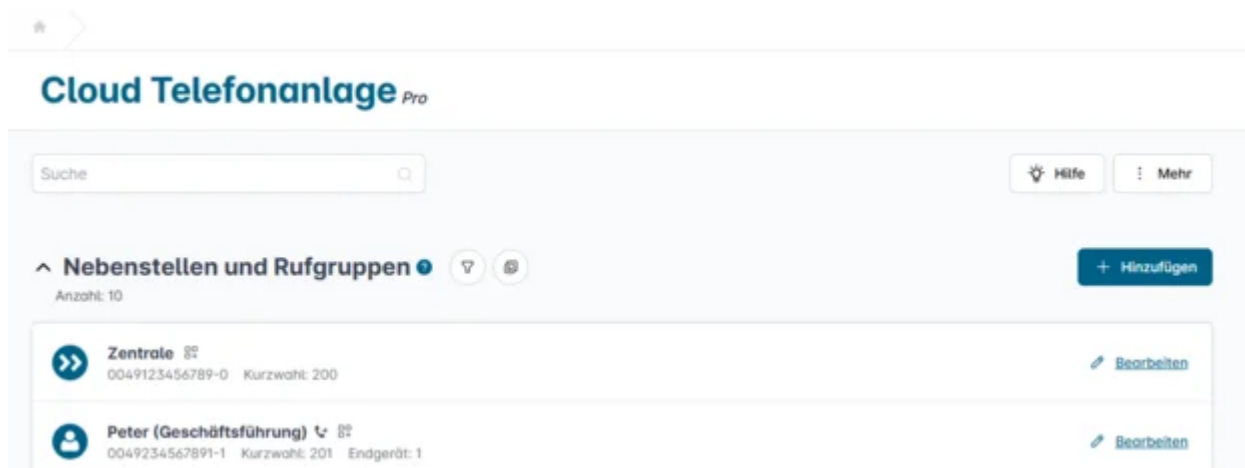 Cloud Telefonanlage Pro
Suche
Hilfe
Mehr
Nebenstellen und Rufgruppen ?
+ Hinzufügen
Anzahl: 10
Zentrale
0049123456789-0 Kurzwahl: 200
Bearbeiten
Peter (Geschäftsführung)
0049234567891-1 Kurzwahl: 201 Endgerät: 1
Bearbeiten